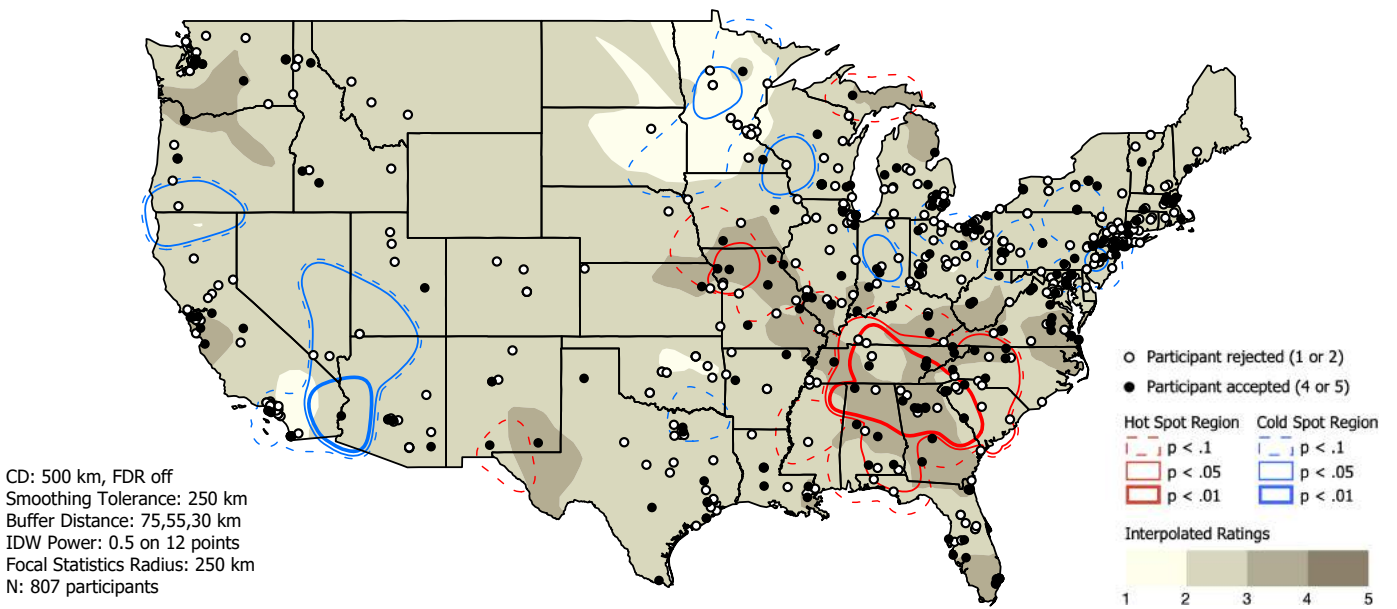 Participant rejected (1 or 2)
Participant accepted (4 or 5)
Hot Spot Region
Cold Spot Region
p < .1
p < .1
p < .05
p < .05
p < .01
p < .01
Interpolated Ratings
1 2 3 4 5
CD: 500 km, FDR off
Smoothing Tolerance: 250 km
Buffer Distance: 75,55,30 km
IDW Power: 0.5 on 12 points
Focal Statistics Radius: 250 km
N: 807 participants